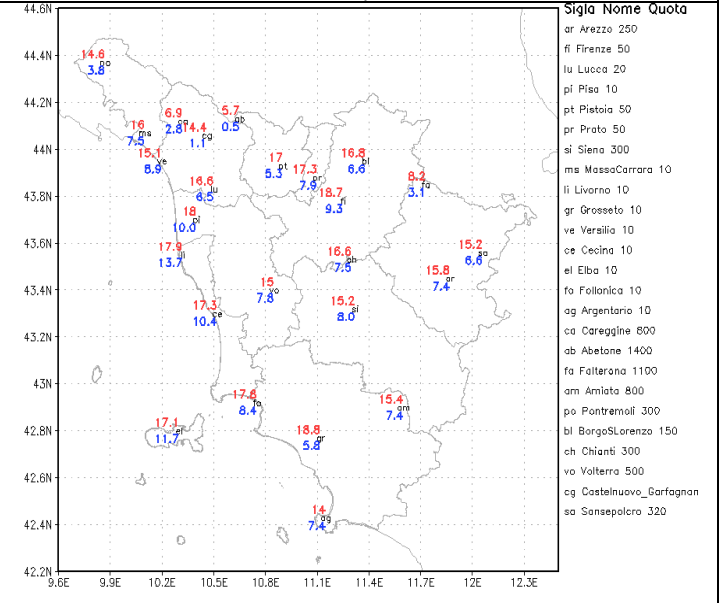 44.6N
Sigla Nome Quota
ar Arezzo 250
fi Firenze 50
lu Lucca 20
pi Pisa 10
pt Pistoia 50
pr Prato 50
si Siena 300
ms MassaCarrara 10
li Livorno 10
gr Grosseto 10
ve Versilia 10
ce Cecina 10
el Elba 10
fo Follonica 10
ag Argentario 10
ca Careggine 800
ab Abetone 1400
fa Falterona 1100
am Amiata 800
po Pontremoli 300
bl BorgoSLorenzo 150
ch Chianti 300
vo Volterra 500
cg Castelnuovo_Garfagnan
sa Sansepolcro 320
44.4N
14.6
po
3.8
44.2N
6.9
ca
2.8
5.7
ab
0.5
16
ms
7.5
14.4
cg
1.1
44N
15.1
ve
8.9
17
pt
5.3
16.8
bl
6.6
17.3
pr
7.9
8.2
fa
3.1
43.8N
16.6
lu
6.5
18.7
fi
9.3
18
pi
10.0
43.6N
17.9
li
13.7
16.6
ch
7.5
15.2
sa
6.6
43.4N
15
vo
7.8
15.8
ar
7.4
43.2N
17.3
ce
10.4
15.2
si
8.0
43N
17.8
fo
8.4
15.4
am
7.4
42.8N
17.1
el
11.7
18.8
gr
5.8
42.6N
42.4N
14
ag
7.4
42.2N
9.6E 9.9E 10.2E 10.5E 10.8E 11.1E 11.4E 11.7E 12E 12.3E